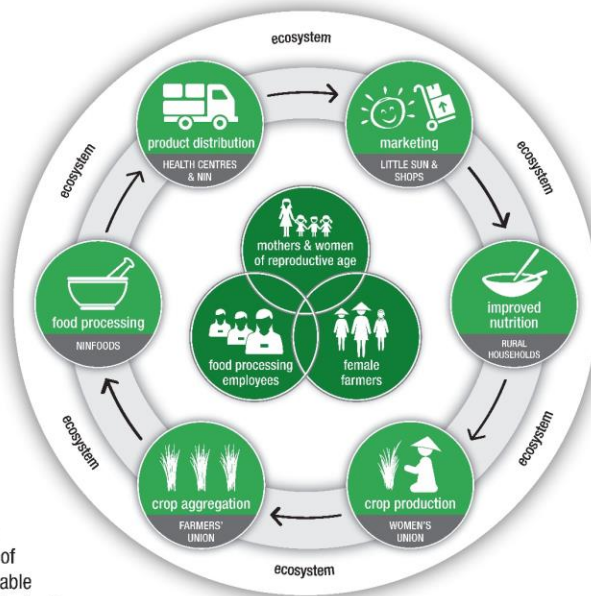 ecosystem
product distribution
HEALTH CENTRES
& NIN
marketing
LITTLE SUN &
SHOPS
ecosystem
ecosystem
mothers & women
of reproductive age
food processing
NINFOODS
improved
nutrition
RURAL
HOUSEHOLDS
food processing
employees
female
farmers
ecosystem
ecosystem
crop aggregation
FARMERS'
UNION
crop production
WOMEN'S
UNION
ecosystem
of
able